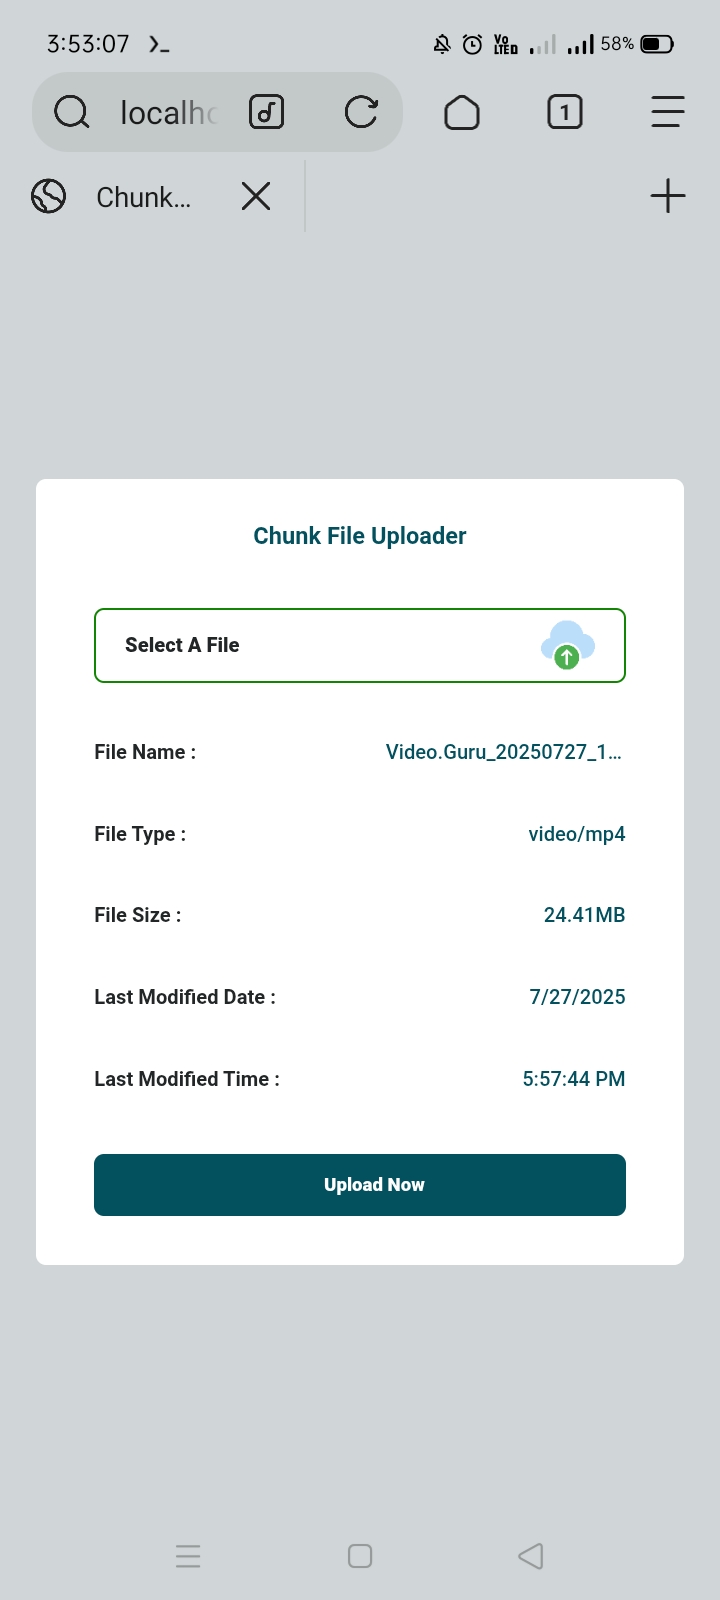 3:53:07
Vo LTED 58%
localho
1
Chunk...
Chunk File Uploader
Select A File
File Name : Video.Guru_20250727_1...
File Type : video/mp4
File Size : 24.41MB
Last Modified Date : 7/27/2025
Last Modified Time : 5:57:44 PM
Upload Now